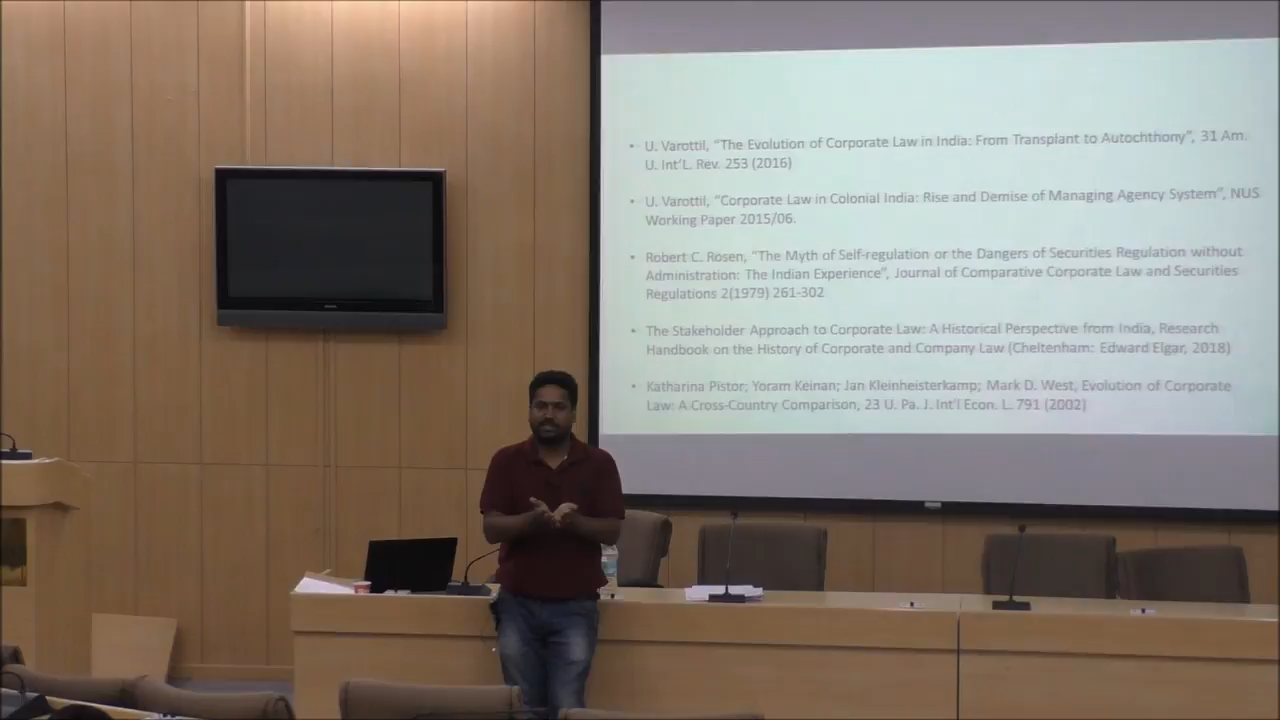 • U. Varottil, "The Evolution of Corporate Law in India: From Transplant to Autochthony", 31 Am.
U. Int'L. Rev. 253 (2016)
• U. Varottil, "Corporate Law in Colonial India: Rise and Demise of Managing Agency System", NUS
Working Paper 2015/06.
• Robert C. Rosen, "The Myth of Self-regulation or the Dangers of Securities Regulation without
Administration: The Indian Experience", Journal of Comparative Corporate Law and Securities
Regulations 2(1979) 261-302
• The Stakeholder Approach to Corporate Law: A Historical Perspective from India, Research
Handbook on the History of Corporate and Company Law (Cheltenham: Edward Elgar, 2018)
• Katharina Pistor; Yoram Keinan; Jan Kleinheisterkamp; Mark D. West, Evolution of Corporate
Law: A Cross-Country Comparison, 23 U. Pa. J. Int'l Econ. L. 791 (2002)